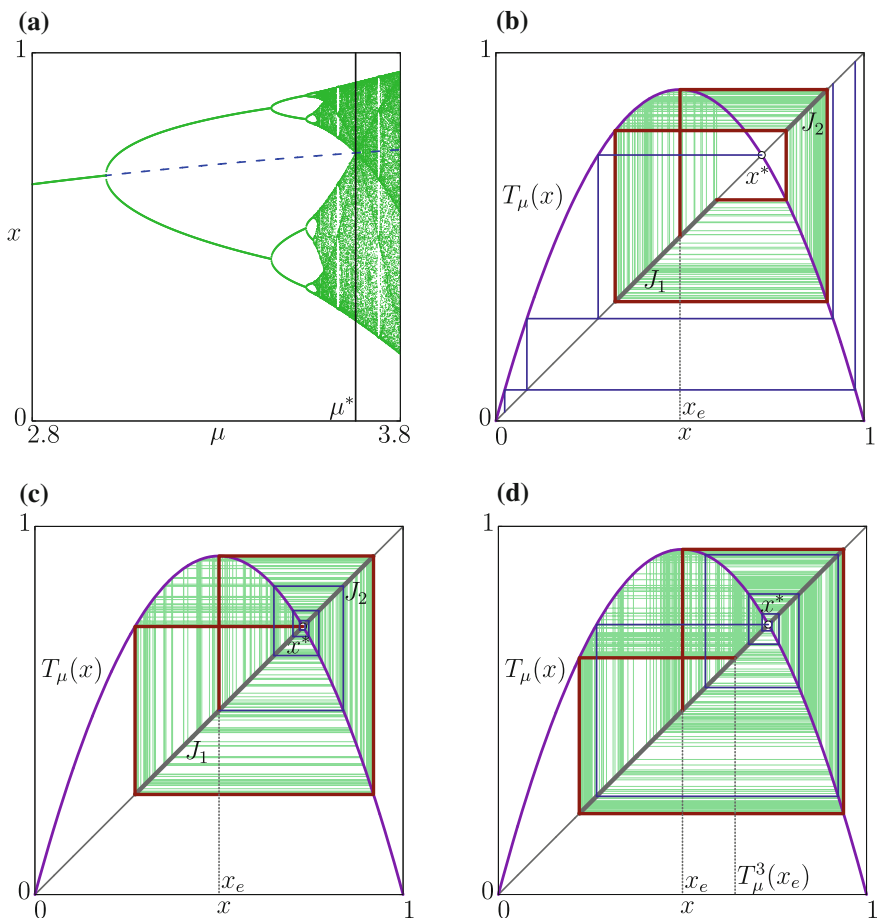 (a)
1
x
0
2.8
μ
μ*
3.8
(b)
1
T_μ(x)
J_2
x*
J_1
0
x_e
0
x
1
(c)
1
J_2
x*
T_μ(x)
J_1
x_e
0
0
x
1
(d)
1
x*
T_μ(x)
x_e
T_μ^3(x_e)
0
0
x
1